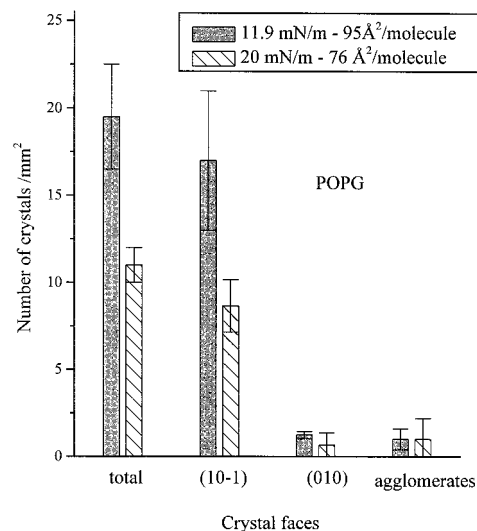 11.9 mN/m - 95Å²/molecule
20 mN/m - 76 Å²/molecule
POPG
Number of crystals /mm²
25
20
15
10
5
0
total (10-1) (010) agglomerates
Crystal faces